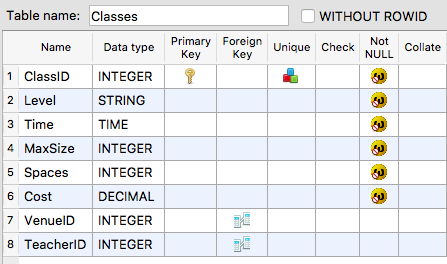 Table name: Classes WITHOUT ROWID
Name Data type Primary Key Foreign Key Unique Check Not NULL Collate
1 ClassID INTEGER
2 Level STRING
3 Time TIME
4 MaxSize INTEGER
5 Spaces INTEGER
6 Cost DECIMAL
7 VenueID INTEGER
8 TeacherID INTEGER